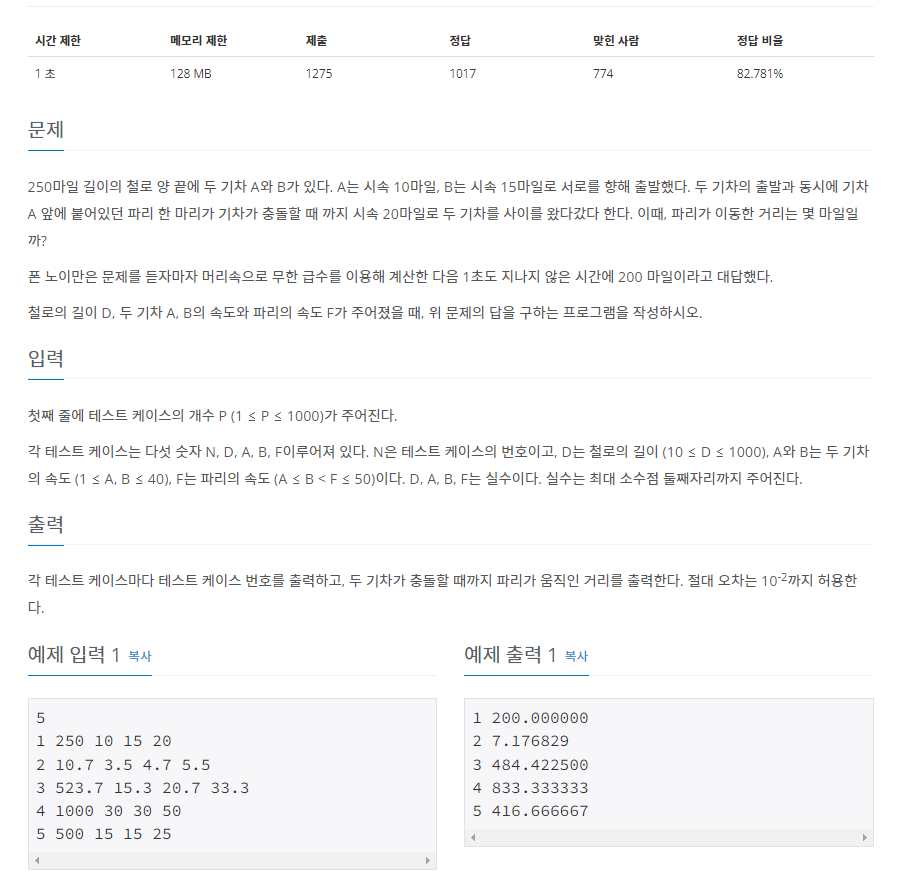 시간 제한 메모리 제한 제출 정답 맞힌 사람 정답 비율
1 초 128 MB 1275 1017 774 82.781%
문제
250마일 길이의 철로 양 끝에 두 기차 A와 B가 있다. A는 시속 10마일, B는 시속 15마일로 서로를 향해 출발했다. 두 기차의 출발과 동시에 기차
A 앞에 붙어있던 파리 한 마리가 기차가 충돌할 때 까지 시속 20마일로 두 기차를 사이를 왔다갔다 한다. 이때, 파리가 이동한 거리는 몇 마일일
까?
폰 노이만은 문제를 듣자마자 머리속으로 무한 급수를 이용해 계산한 다음 1초도 지나지 않은 시간에 200 마일이라고 대답했다.
철로의 길이 D, 두 기차 A, B의 속도와 파리의 속도 F가 주어졌을 때, 위 문제의 답을 구하는 프로그램을 작성하시오.
입력
첫째 줄에 테스트 케이스의 개수 P (1 ≤ P ≤ 1000)가 주어진다.
각 테스트 케이스는 다섯 숫자 N, D, A, B, F이루어져 있다. N은 테스트 케이스의 번호이고, D는 철로의 길이 (10 ≤ D ≤ 1000), A와 B는 두 기차
의 속도 (1 ≤ A, B ≤ 40), F는 파리의 속도 (A ≤ B < F ≤ 50)이다. D, A, B, F는 실수이다. 실수는 최대 소수점 둘째자리까지 주어진다.
출력
각 테스트 케이스마다 테스트 케이스 번호를 출력하고, 두 기차가 충돌할 때까지 파리가 움직인 거리를 출력한다. 절대 오차는 10⁻²까지 허용한
다.
예제 입력 1 복사
5
1 250 10 15 20
2 10.7 3.5 4.7 5.5
3 523.7 15.3 20.7 33.3
4 1000 30 30 50
5 500 15 15 25
예제 출력 1 복사
1 200.000000
2 7.176829
3 484.422500
4 833.333333
5 416.666667